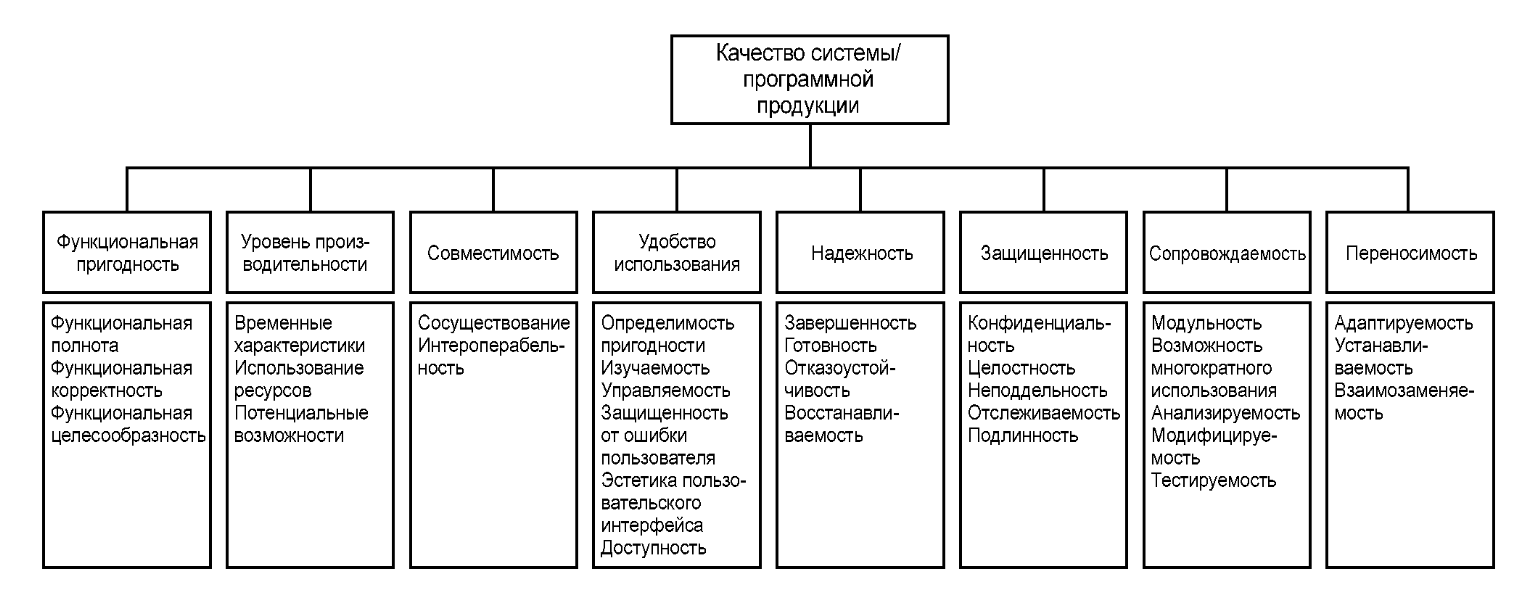 Качество системы/
программной
продукции
Функциональная
пригодность
Уровень произ-
водительности
Совместимость
Удобство
использования
Надежность
Защищенность
Сопровождаемость
Переносимость
Функциональная
полнота
Функциональная
корректность
Функциональная
целесообразность
Временные
характеристики
Использование
ресурсов
Потенциальные
возможности
Сосуществование
Интероперабель-
ность
Определимость
пригодности
Изучаемость
Управляемость
Защищенность
от ошибки
пользователя
Эстетика пользо-
вательского
интерфейса
Доступность
Завершенность
Готовность
Отказоустой-
чивость
Восстанавли-
ваемость
Конфиденциаль-
ность
Целостность
Неподдельность
Отслеживаемость
Подлинность
Модульность
Возможность
многократного
использования
Анализируемость
Модифицируе-
мость
Тестируемость
Адаптируемость
Устанавли-
ваемость
Взаимозаменяе-
мость